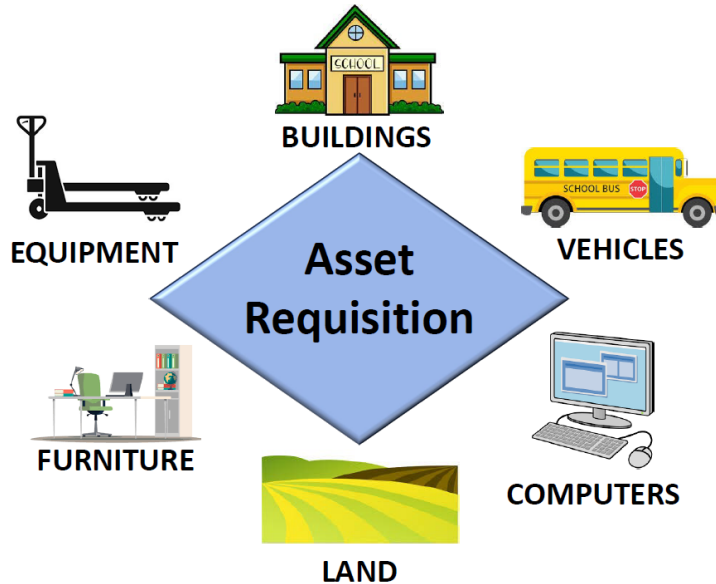 SCHOOL
BUILDINGS
EQUIPMENT
SCHOOL BUS
STOP
VEHICLES
Asset
Requisition
FURNITURE
COMPUTERS
LAND